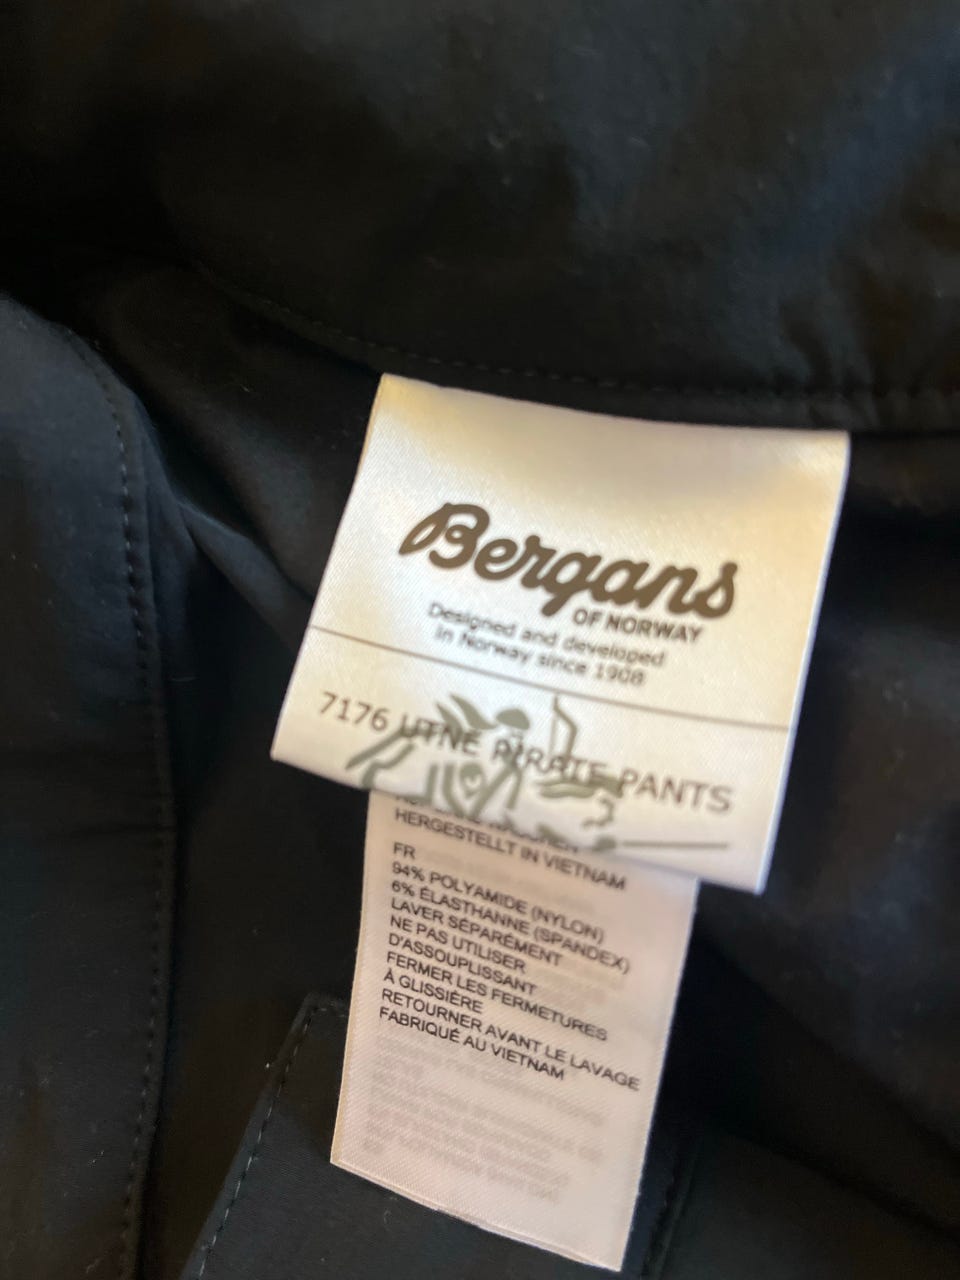 Bergans
OF NORWAY
Designed and developed
in Norway since 1908
7176 UTNE PIRATE PANTS
HERGESTELLT IN VIETNAM
FR
94% POLYAMIDE (NYLON)
6% ÉLASTHANNE (SPANDEX)
LAVER SÉPARÉMENT
NE PAS UTILISER
D'ASSOUPLISSANT
FERMER LES FERMETURES
À GLISSIÈRE
RETOURNER AVANT LE LAVAGE
FABRIQUÉ AU VIETNAM